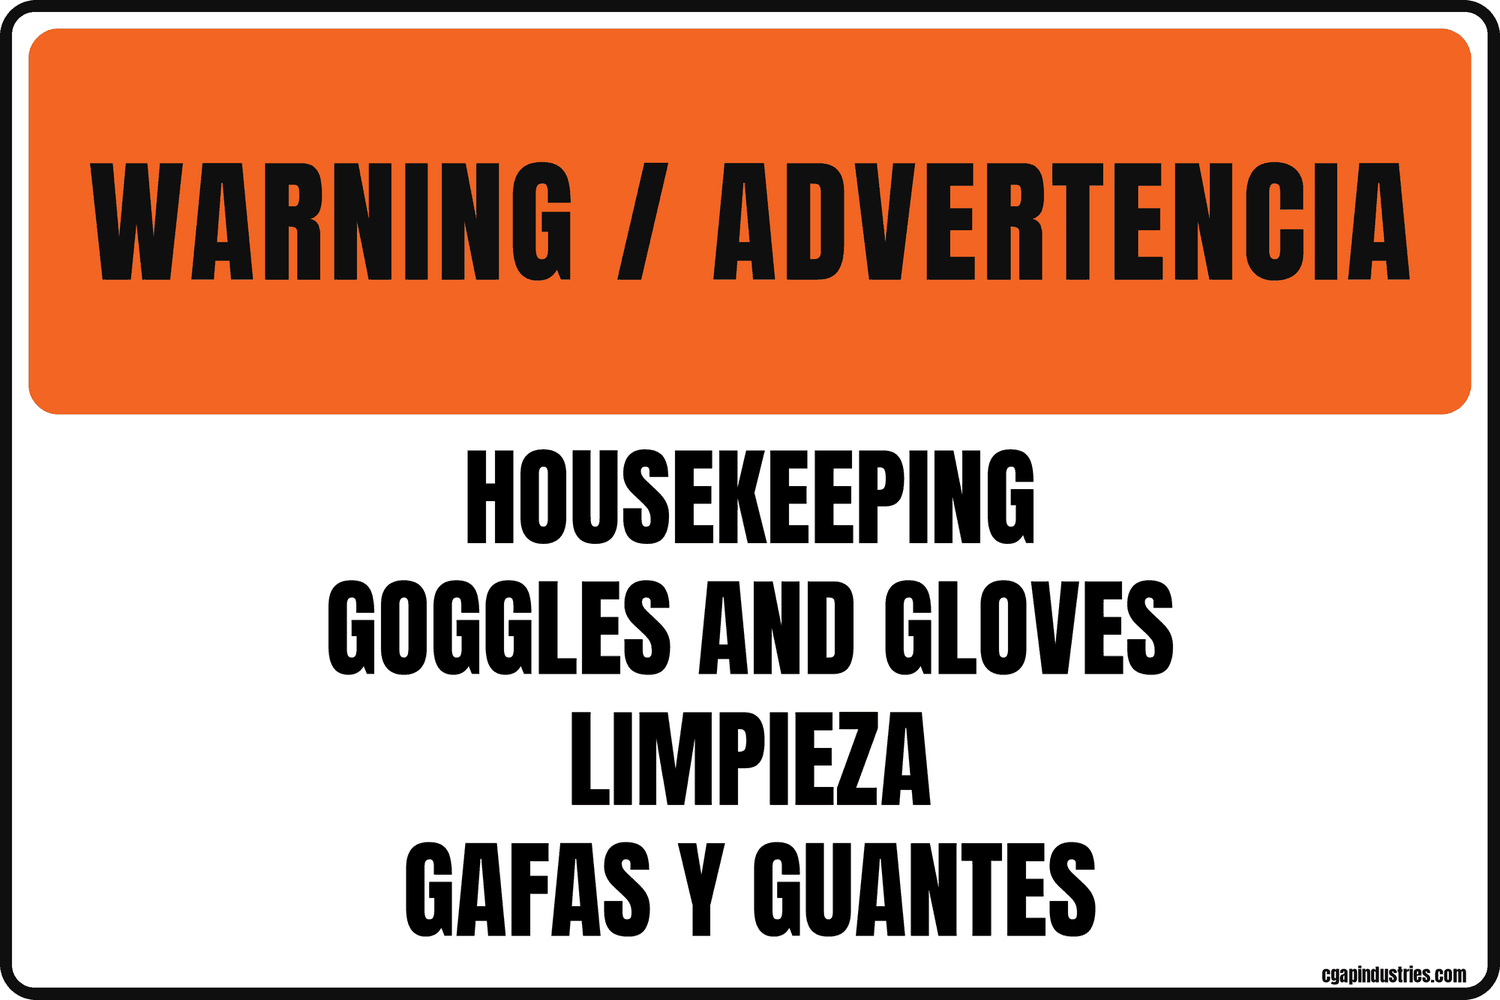 WARNING / ADVERTENCIA
HOUSEKEEPING
GOGGLES AND GLOVES
LIMPIEZA
GAFAS Y GUANTES
cgapindustries.com